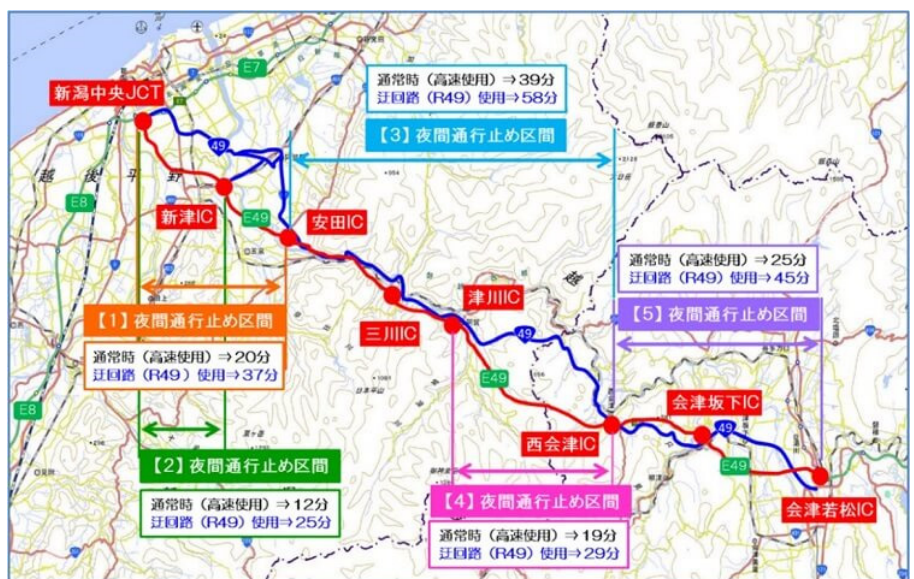 E7
新潟中央JCT
通常時（高速使用）⇒39分
迂回路（R49）使用⇒58分
【3】夜間通行止め区間
49
越後平野
E8
新津IC
E49
安田IC
通常時（高速使用）⇒25分
迂回路（R49）使用⇒45分
【5】夜間通行止め区間
津川IC
越
【1】夜間通行止め区間
三川IC
49
通常時（高速使用）⇒20分
迂回路（R49）使用⇒37分
E49
E8
会津坂下IC
49
西会津IC
E49
【2】夜間通行止め区間
【4】夜間通行止め区間
会津若松IC
通常時（高速使用）⇒12分
迂回路（R49）使用⇒25分
通常時（高速使用）⇒19分
迂回路（R49）使用⇒29分